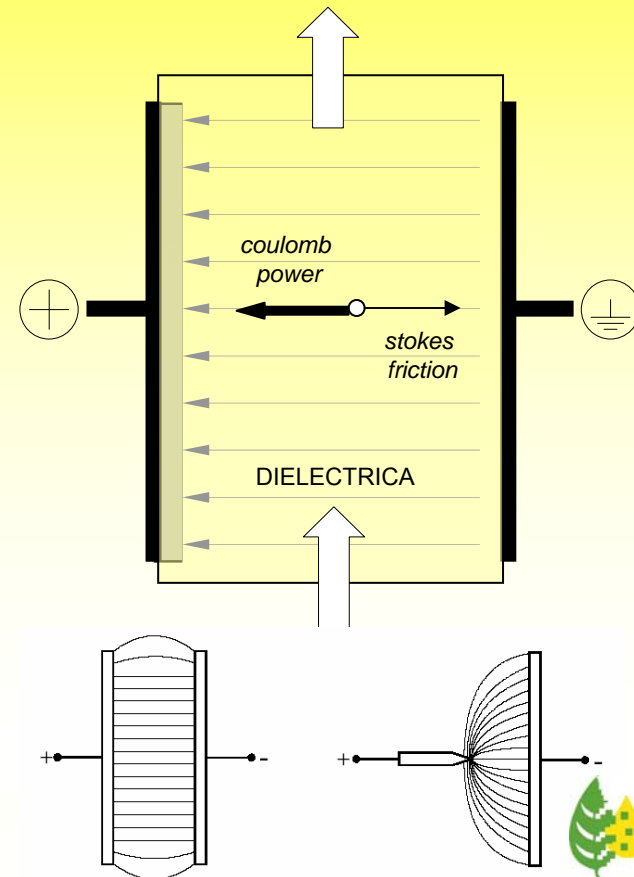 coulomb
power
+
stokes
friction
DIELECTRICA
+ -
+ -